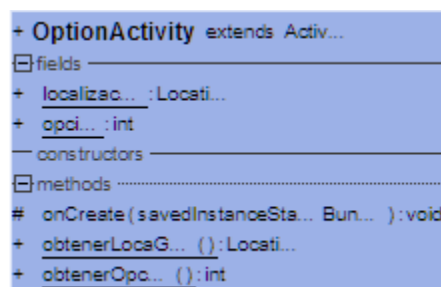 + OptionActivity extends Activ...
fields
+ localizac... : Locati...
+ opci... : int
constructors
methods
# onCreate ( savedInstanceSta... Bun... ) : void
+ obtenerLocaG... () : Locati...
+ obtenerOpc... () : int